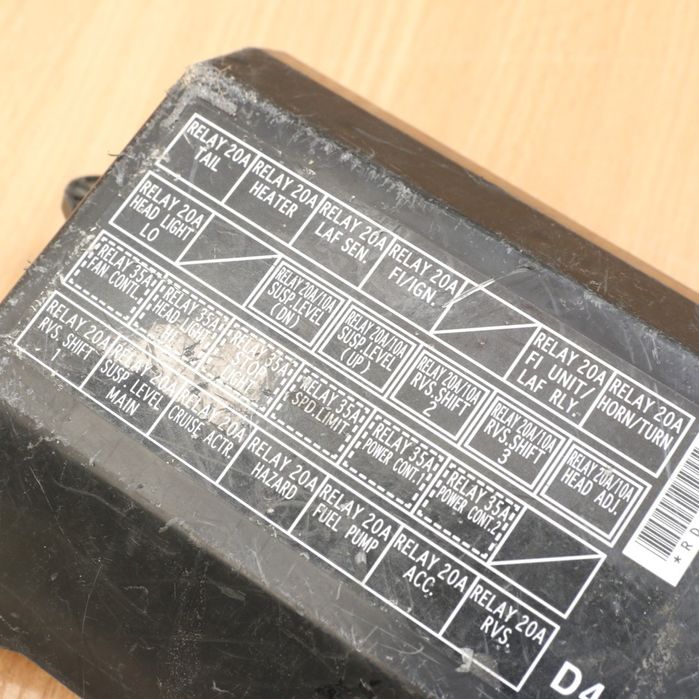 RELAY 20A
TAIL
RELAY 20A
HEATER
RELAY 20A
LAF SEN.
RELAY 20A
FI/IGN.
RELAY 20A
FI UNIT/
LAF RLY.
RELAY 20A
HORN/TURN
RELAY 20A
HEAD LIGHT
LO
RELAY 20A/10A
SUSP.LEVEL
(DN)
RELAY 20A/10A
SUSP.LEVEL
(UP)
RELAY 20A/10A
RVS.SHIFT
2
RELAY 20A/10A
RVS.SHIFT
3
RELAY 20A/10A
HEAD ADJ.
RELAY 35A
FAN CONTL.
RELAY 35A
HEAD LIGHT
RELAY 35A
STOP
LIGHT
RELAY 35A
SPD.LIMIT.
RELAY 35A
POWER CONT.1
RELAY 35A
POWER CONT.2
RELAY 20A
RVS. SHIFT
1
RELAY 20A
SUSP. LEVEL
MAIN
RELAY 20A
CRUISE ACTR.
RELAY 20A
HAZARD
RELAY 20A
FUEL PUMP
RELAY 20A
ACC.
RELAY 20A
RVS.
D4
* R D